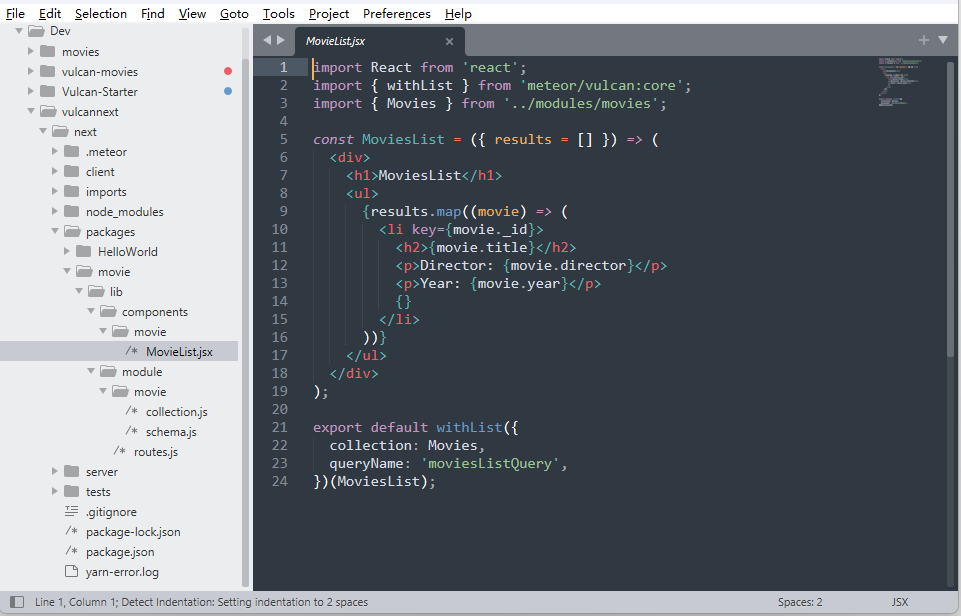 File Edit Selection Find View Goto Tools Project Preferences Help
Dev
movies
vulcan-movies
Vulcan-Starter
vulcannext
next
.meteor
client
imports
node_modules
packages
HelloWorld
movie
lib
components
movie
/* MovieList.jsx
module
movie
/* collection.js
/* schema.js
/* routes.js
server
tests
.gitignore
/* package-lock.json
/* package.json
yarn-error.log
MovieList.jsx ×
1 import React from 'react';
2 import { withList } from 'meteor/vulcan:core';
3 import { Movies } from '../modules/movies';
4
5 const MoviesList = ({ results = [] }) => (
6   <div>
7     <h1>MoviesList</h1>
8     <ul>
9       {results.map((movie) => (
10         <li key={movie._id}>
11           <h2>{movie.title}</h2>
12           <p>Director: {movie.director}</p>
13           <p>Year: {movie.year}</p>
14           {}
15         </li>
16       ))}
17     </ul>
18   </div>
19 );
20
21 export default withList({
22   collection: Movies,
23   queryName: 'moviesListQuery',
24 })(MoviesList);
Line 1, Column 1; Detect Indentation: Setting indentation to 2 spaces Spaces: 2 JSX